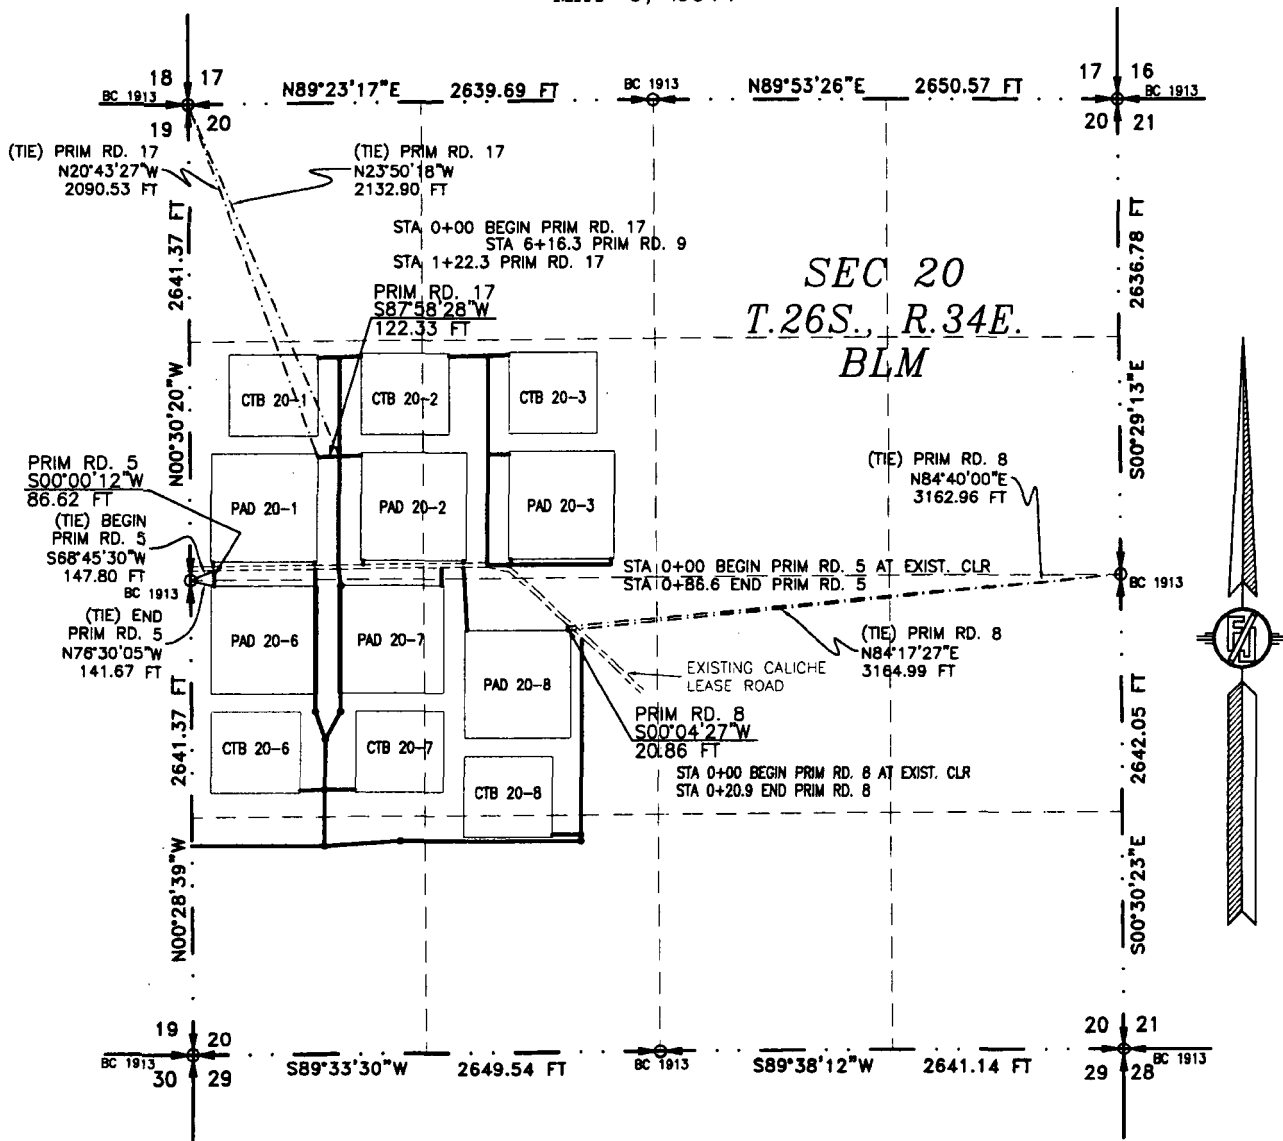 18 17
BC 1913
19 20
N89°23'17"E 2639.69 FT
BC 1913
N89°53'26"E 2650.57 FT
17 16
BC 1913
20 21
(TIE) PRIM RD. 17
N20°43'27"W
2090.53 FT
(TIE) PRIM RD. 17
N23°50'18"W
2132.90 FT
STA 0+00 BEGIN PRIM RD. 17
STA 6+16.3 PRIM RD. 9
STA 1+22.3 PRIM RD. 17
PRIM RD. 17
S87°58'28"W
122.33 FT
SEC 20
T.26S., R.34E.
BLM
2641.37 FT
N00°30'20"W
2636.78 FT
S00°29'13"E
CTB 20-1
CTB 20-2
CTB 20-3
PAD 20-1
PAD 20-2
PAD 20-3
PRIM RD. 5
S00°00'12"W
86.62 FT
(TIE) BEGIN
PRIM RD. 5
S68°45'30"W
147.80 FT
BC 1913
(TIE) END
PRIM RD. 5
N76°30'05"W
141.67 FT
(TIE) PRIM RD. 8
N84°40'00"E
3162.96 FT
STA 0+00 BEGIN PRIM RD. 5 AT EXIST. CLR
STA 0+86.6 END PRIM RD. 5
BC 1913
(TIE) PRIM RD. 8
N84°17'27"E
3164.99 FT
PAD 20-6
PAD 20-7
PAD 20-8
EXISTING CALICHE
LEASE ROAD
PRIM RD. 8
S00°04'27"W
20.86 FT
STA 0+00 BEGIN PRIM RD. 8 AT EXIST. CLR
STA 0+20.9 END PRIM RD. 8
CTB 20-6
CTB 20-7
CTB 20-8
2641.37 FT
N00°28'39"W
2642.05 FT
S00°30'23"E
19 20
BC 1913
30 29
S89°33'30"W 2649.54 FT
BC 1913
S89°38'12"W 2641.14 FT
20 21
BC 1913
29 28